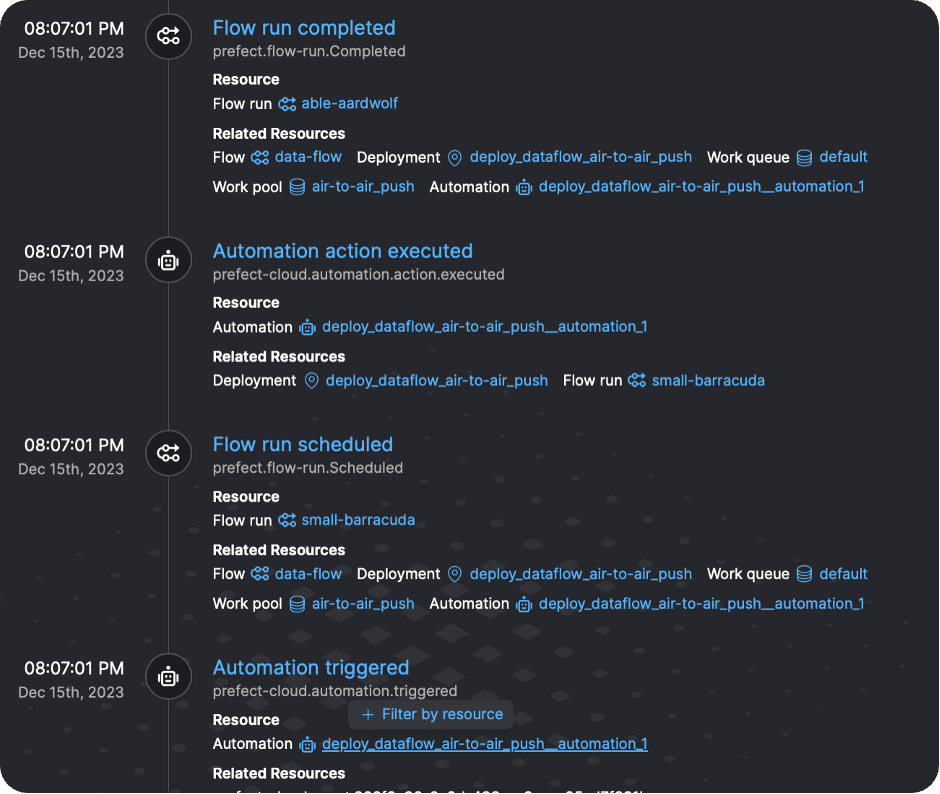 08:07:01 PM
Dec 15th, 2023
Flow run completed
prefect.flow-run.Completed
Resource
Flow run able-aardwolf
Related Resources
Flow data-flow Deployment deploy_dataflow_air-to-air_push Work queue default
Work pool air-to-air_push Automation deploy_dataflow_air-to-air_push__automation_1
08:07:01 PM
Dec 15th, 2023
Automation action executed
prefect-cloud.automation.action.executed
Resource
Automation deploy_dataflow_air-to-air_push__automation_1
Related Resources
Deployment deploy_dataflow_air-to-air_push Flow run small-barracuda
08:07:01 PM
Dec 15th, 2023
Flow run scheduled
prefect.flow-run.Scheduled
Resource
Flow run small-barracuda
Related Resources
Flow data-flow Deployment deploy_dataflow_air-to-air_push Work queue default
Work pool air-to-air_push Automation deploy_dataflow_air-to-air_push__automation_1
08:07:01 PM
Dec 15th, 2023
Automation triggered
prefect-cloud.automation.triggered
+ Filter by resource
Resource
Automation deploy_dataflow_air-to-air_push__automation_1
Related Resources